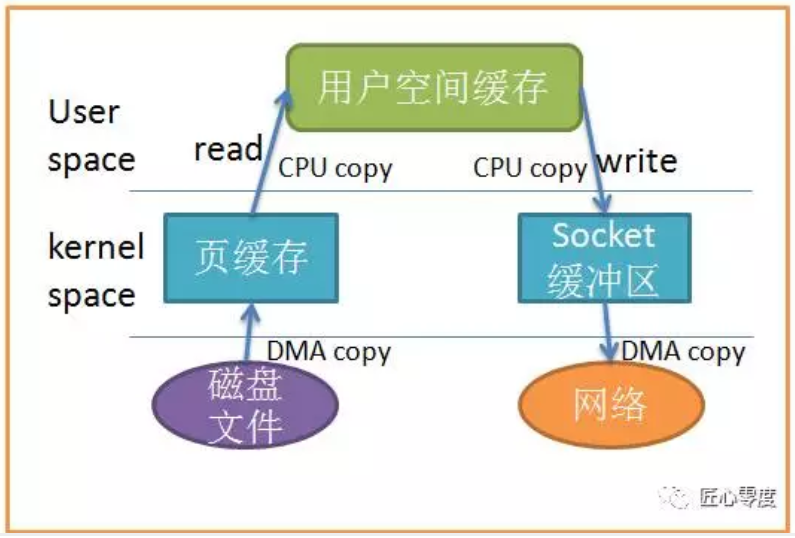 用户空间缓存
User
space
read
CPU copy
CPU copy
write
kernel
space
页缓存
Socket
缓冲区
DMA copy
DMA copy
磁盘
文件
网络
匠心零度